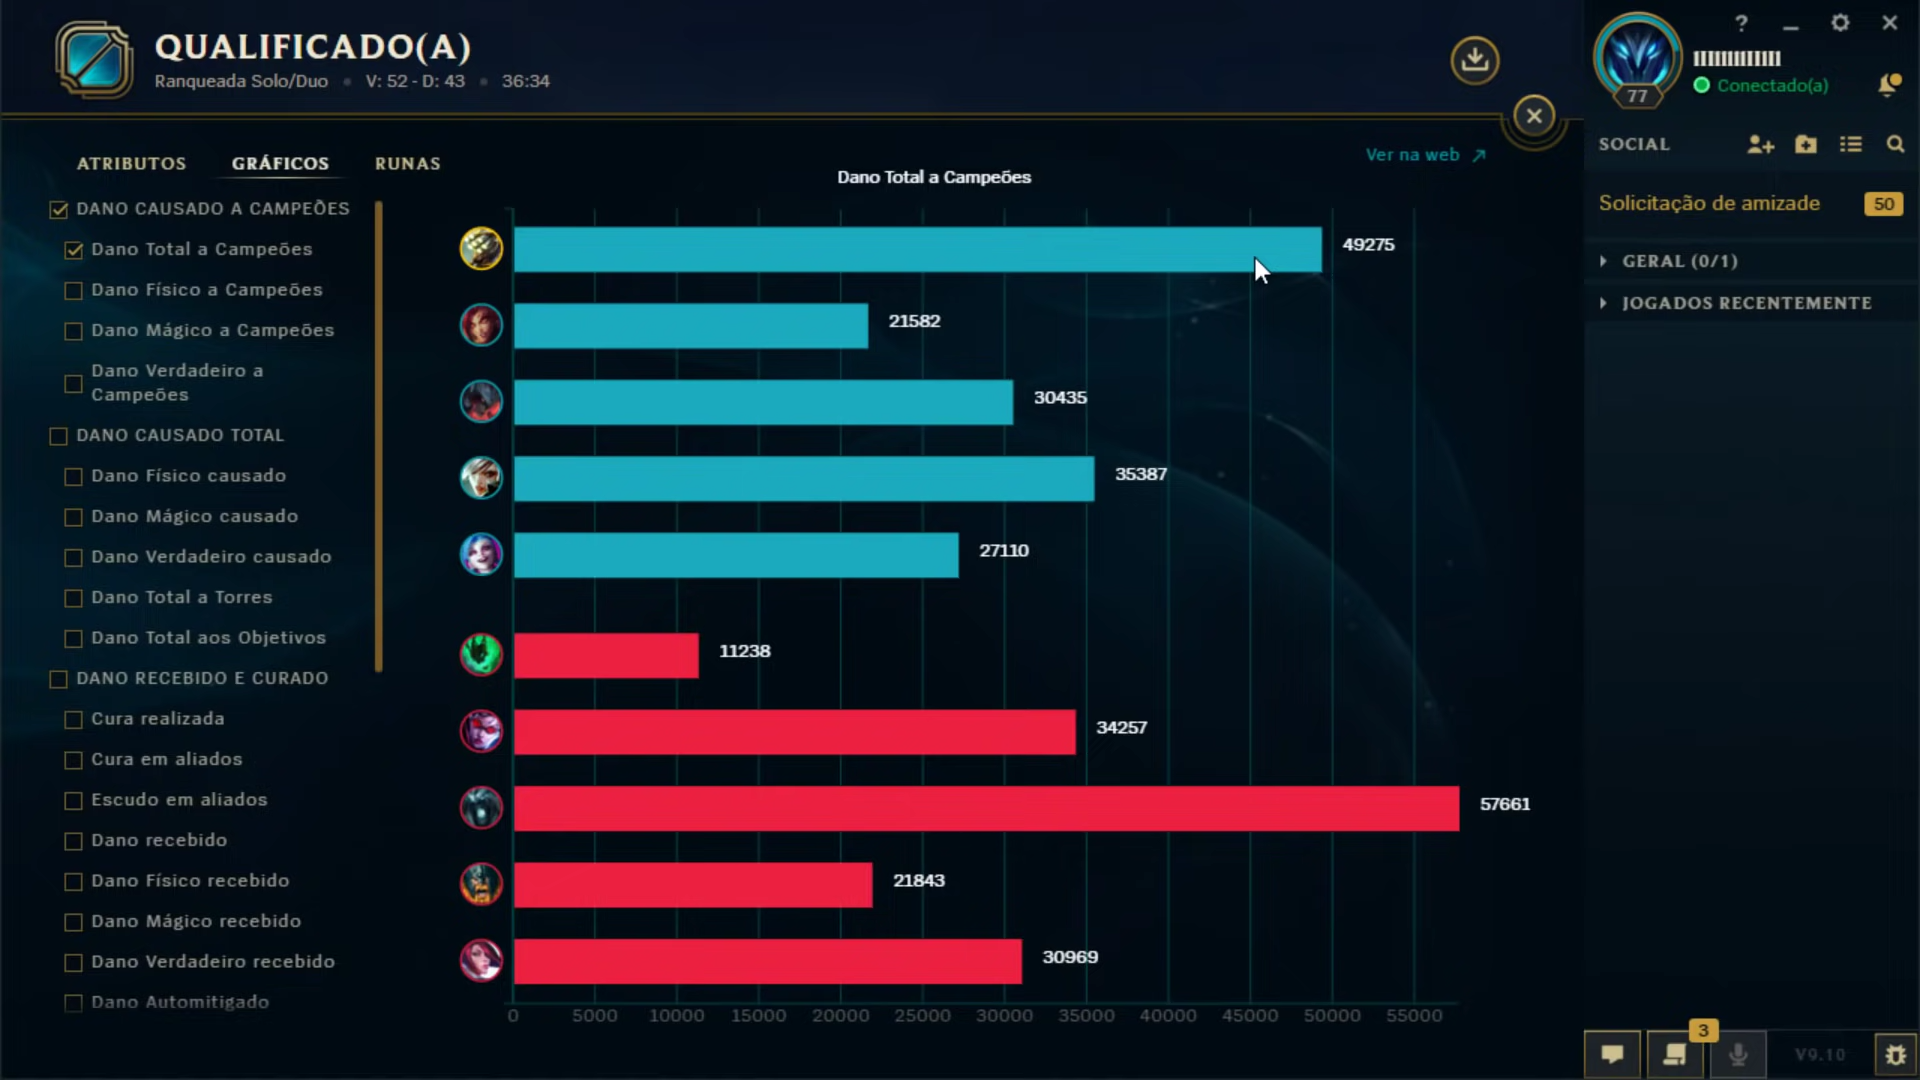 QUALIFICADO(A)
Ranqueada Solo/Duo • V: 52 - D: 43 • 36:34
?
77
IIIIIIIIIIIII
Conectado(a)
ATRIBUTOS GRÁFICOS RUNAS
Ver na web
Dano Total a Campeões
DANO CAUSADO A CAMPEÕES
Dano Total a Campeões
Dano Físico a Campeões
Dano Mágico a Campeões
Dano Verdadeiro a
Campeões
DANO CAUSADO TOTAL
Dano Físico causado
Dano Mágico causado
Dano Verdadeiro causado
Dano Total a Torres
Dano Total aos Objetivos
DANO RECEBIDO E CURADO
Cura realizada
Cura em aliados
Escudo em aliados
Dano recebido
Dano Físico recebido
Dano Mágico recebido
Dano Verdadeiro recebido
Dano Automitigado
49275
21582
30435
35387
27110
11238
34257
57661
21843
30969
0 5000 10000 15000 20000 25000 30000 35000 40000 45000 50000 55000
SOCIAL
Solicitação de amizade 50
GERAL (0/1)
JOGADOS RECENTEMENTE
3
V9.10